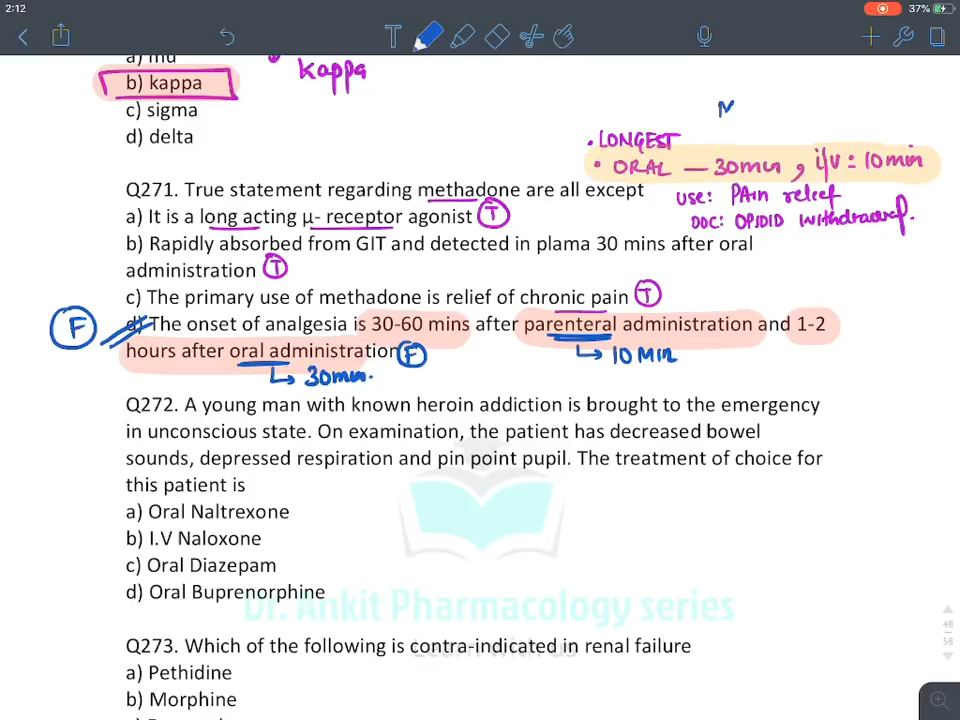 2:12
37%
T
a) mu
kappa
b) kappa
c) sigma
N
d) delta
• LONGEST
• ORAL — 30min, i/v = 10 min
Q271. True statement regarding methadone are all except
use: PAin relief
a) It is a long acting μ- receptor agonist T
DOC: OPIOID withdrawal.
b) Rapidly absorbed from GIT and detected in plama 30 mins after oral
administration T
c) The primary use of methadone is relief of chronic pain T
F d) The onset of analgesia is 30-60 mins after parenteral administration and 1-2
hours after oral administration F
10 MIN
30min.
Q272. A young man with known heroin addiction is brought to the emergency
in unconscious state. On examination, the patient has decreased bowel
sounds, depressed respiration and pin point pupil. The treatment of choice for
this patient is
a) Oral Naltrexone
b) I.V Naloxone
c) Oral Diazepam
d) Oral Buprenorphine
Dr. Ankit Pharmacology series
Learn with us
48
58
Q273. Which of the following is contra-indicated in renal failure
a) Pethidine
b) Morphine